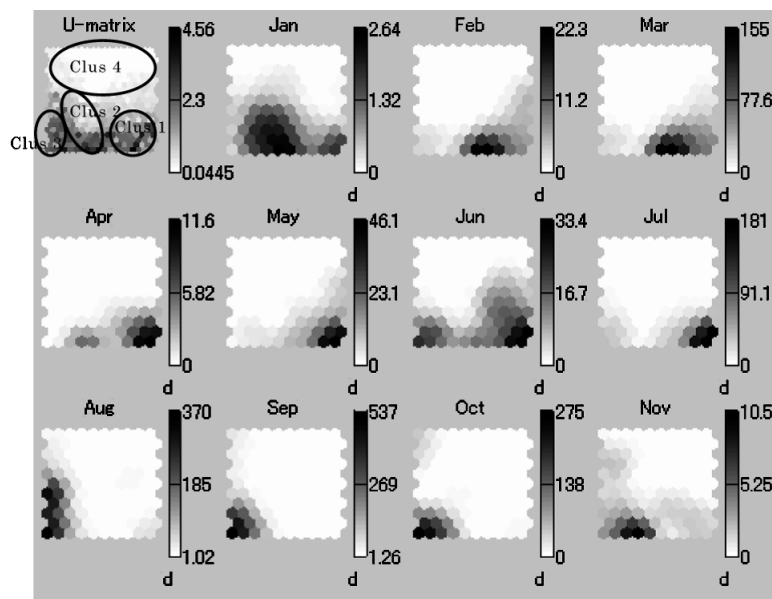 U-matrix
4.56
Clus 4
2.3
Clus 2
Clus 1
Clus 3
0.0445
Jan
2.64
1.32
0
d
Feb
22.3
11.2
0
d
Mar
155
77.6
0
d
Apr
11.6
5.82
0
d
May
46.1
23.1
0
d
Jun
33.4
16.7
0
d
Jul
181
91.1
0
d
Aug
370
185
1.02
d
Sep
537
269
1.26
d
Oct
275
138
0
d
Nov
10.5
5.25
0
d